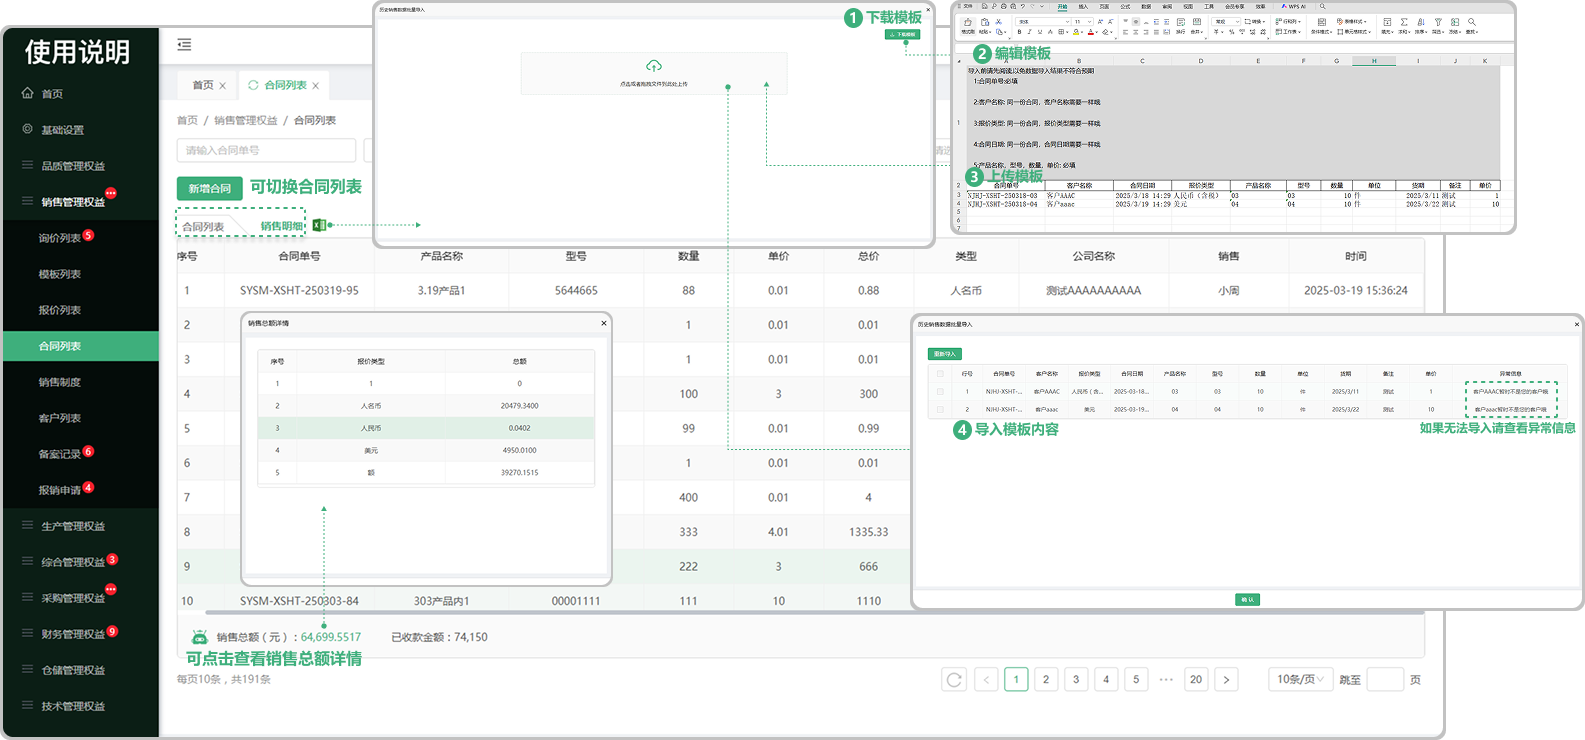 使用说明
首页
基础设置
品质管理权益
销售管理权益
询价列表 5
模板列表
报价列表
合同列表
销售制度
客户列表
备案记录 6
报销申请 4
生产管理权益
综合管理权益 3
采购管理权益
财务管理权益 9
仓储管理权益
技术管理权益
首页 ×
合同列表 ×
首页 / 销售管理权益 / 合同列表
请输入合同单号
新增合同
可切换合同列表
合同列表 销售明细
序号 合同单号 产品名称 型号 数量 单价 总价 类型 公司名称 销售 时间
1 SYSM-XSHT-250319-95 3.19产品1 5644665 88 0.01 0.88 人名币 测试AAAAAAAAAA 小周 2025-03-19 15:36:24
2 1 0.01 0.01
3 1 0.01 0.01
4 100 3 300
5 99 0.01 0.99
6 1 0.01 0.01
7 400 0.01 4
8 333 4.01 1335.33
9 222 3 666
10 SYSM-XSHT-250303-84 303产品内1 00001111 111 10 1110
销售总额（元）：64,699.5517 已收款金额：74,150
可点击查看销售总额详情
每页10条，共191条
1 2 3 4 5 ••• 20 10条/页 跳至 页
历史销售数据批量导入
1 下载模板
下载模板
点击或者拖拽文件到此处上传
销售总额详情
序号 报价类型 总额
1 1 0
2 人名币 20479.3400
3 人民币 0.0402
4 美元 4950.0100
5 额 39270.1515
文件 开始 插入 页面 公式 数据 审阅 视图 工具 会员专享 效率 WPS AI
2 编辑模板
A B C D E F G H I J K
导入前请先阅读,以免数据导入结果不符合预期
1:合同单号:必填
2:客户名称: 同一份合同，客户名称需要一样哦
3:报价类型: 同一份合同，报价类型需要一样哦
4:合同日期: 同一份合同，合同日期需要一样哦
5:产品名称，型号，数量，单价: 必填
3 上传模板
合同单号 客户名称 合同日期 报价类型 产品名称 型号 数量 单位 货期 备注 单价
NJHJ-XSHT-250318-03 客户AAAC 2025/3/18 14:29 人民币（含税） 03 03 10 件 2025/3/11 测试 1
NJHJ-XSHT-250318-04 客户aaac 2025/3/19 14:29 美元 04 04 10 件 2025/3/22 测试 10
历史销售数据批量导入
重新导入
行号 合同单号 客户名称 报价类型 合同日期 产品名称 型号 数量 单位 货期 备注 单价 异常信息
1 NJHJ-XSHT-... 客户AAAC 人民币（含... 2025-03-18... 03 03 10 件 2025/3/11 测试 1 客户AAAC暂时不是您的客户哦
2 NJHJ-XSHT-... 客户aaac 美元 2025-03-19... 04 04 10 件 2025/3/22 测试 10 客户aaac暂时不是您的客户哦
4 导入模板内容
如果无法导入请查看异常信息
确 认